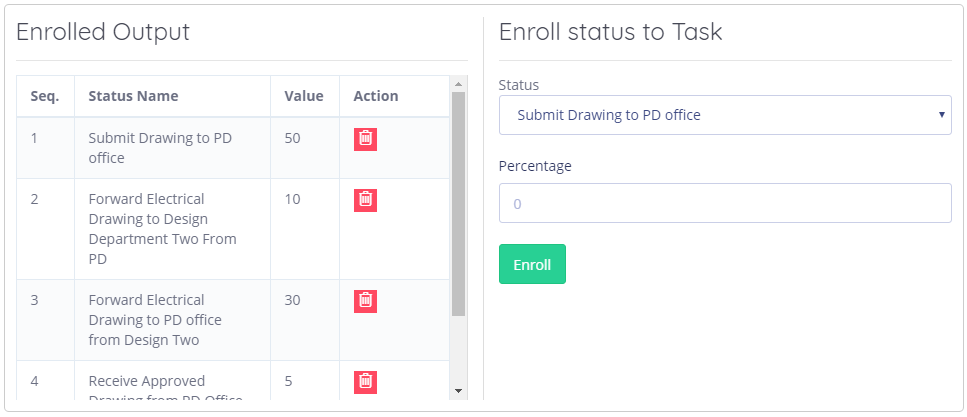 Enrolled Output
Seq. Status Name Value Action
1 Submit Drawing to PD 50
office
2 Forward Electrical 10
Drawing to Design
Department Two From
PD
3 Forward Electrical 30
Drawing to PD office
from Design Two
4 Receive Approved 5
Drawing from PD Office
Enroll status to Task
Status
Submit Drawing to PD office
Percentage
0
Enroll